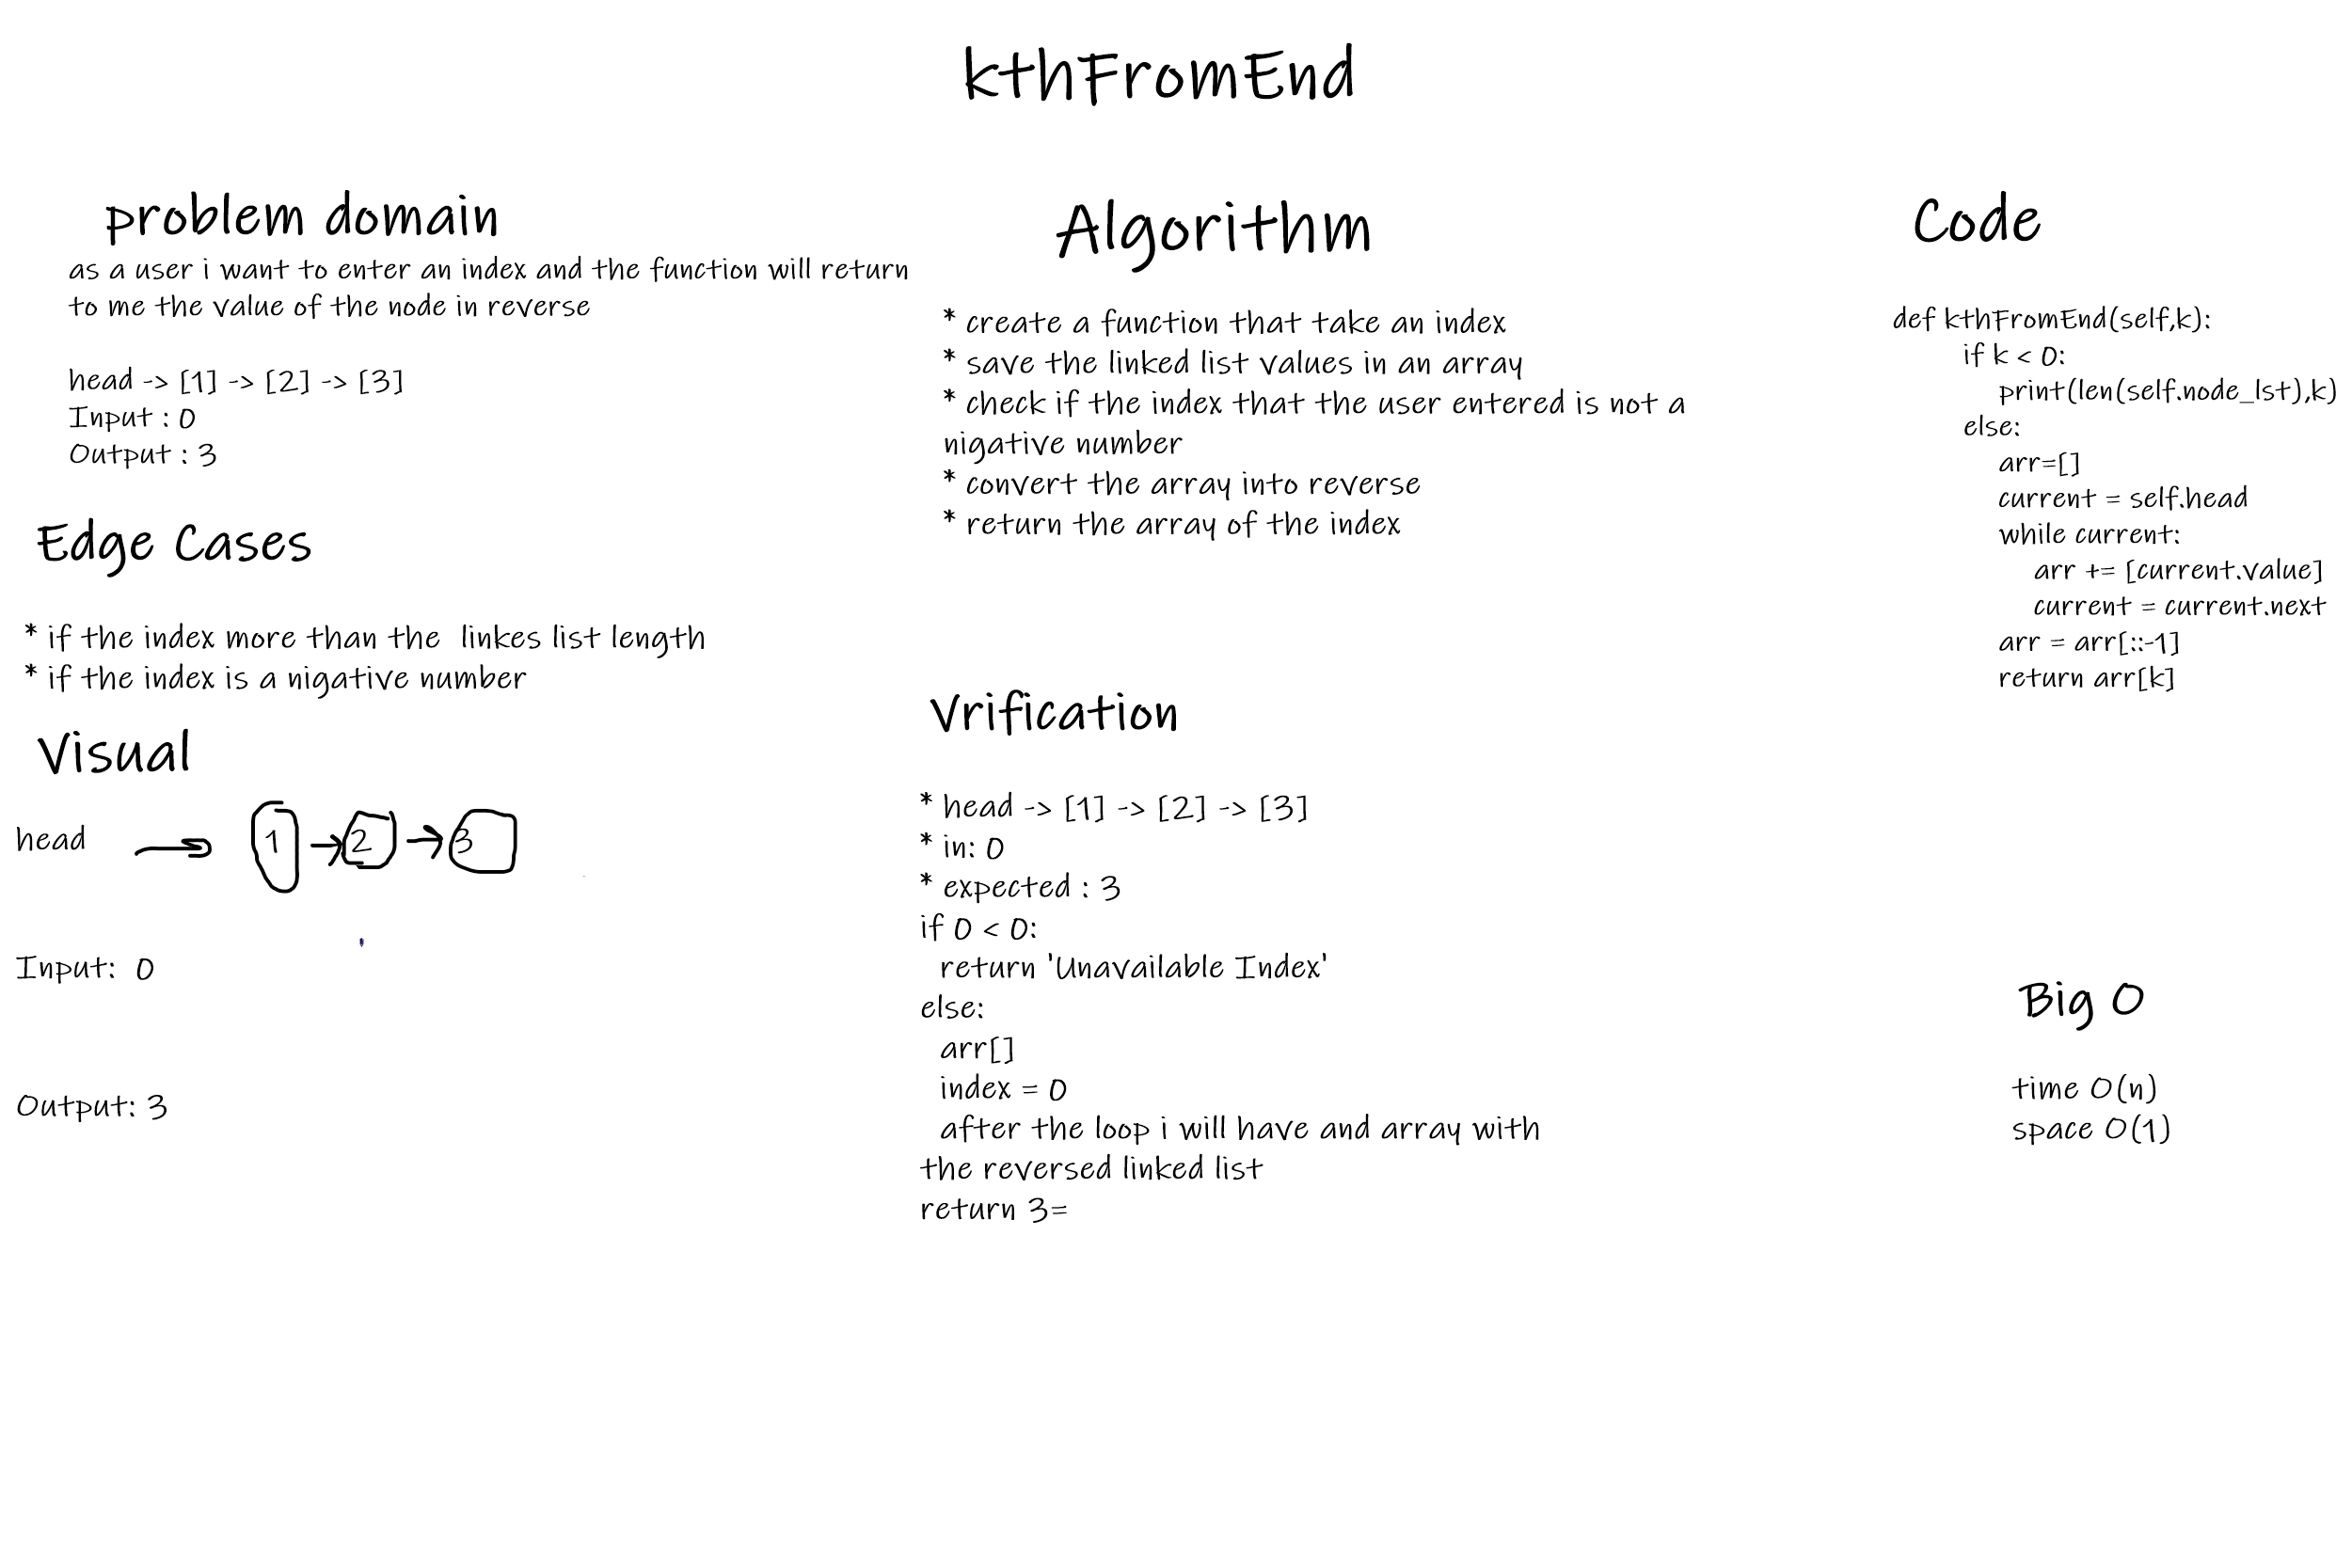 kthFromEnd
problem domain
as a user i want to enter an index and the function will return
to me the value of the node in reverse
head -> [1] -> [2] -> [3]
Input : 0
Output : 3
Edge Cases
* if the index more than the  linkes list length
* if the index is a nigative number
Visual
head
1
2
3
Input:  0
Output: 3
Algorithm
* create a function that take an index
* save the linked list values in an array
* check if the index that the user entered is not a
nigative number
* convert the array into reverse
* return the array of the index
Vrification
* head -> [1] -> [2] -> [3]
* in: 0
* expected : 3
if 0 < 0:
return 'Unavailable Index'
else:
arr[]
index = 0
after the loop i will have and array with
the reversed linked list
return 3=
Code
def kthFromEnd(self,k):
if k < 0:
print(len(self.node_lst),k)
else:
arr=[]
current = self.head
while current:
arr += [current.value]
current = current.next
arr = arr[::-1]
return arr[k]
Big O
time O(n)
space O(1)